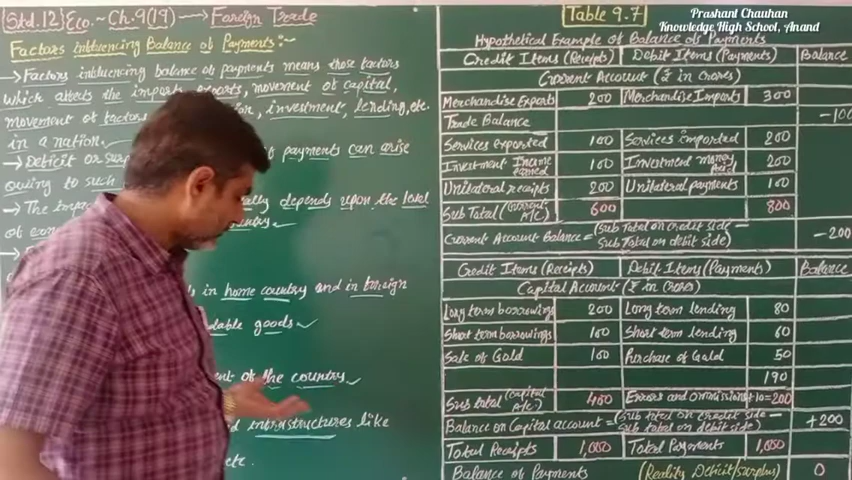 [Std.12] Eco. ~ Ch.9(19) → Foreign Trade
Factors influencing Balance of Payments:-
→ Factors influencing balance of payments means those factors
which affects the imports, exports, movement of capital,
movement of factors investment, lending, etc.
in a nation.
→ Deficit or of payments can arise
owing to such
→ The depends upon the level
of country
in home country and in foreign
goods
of the country
infrastructures like
etc.
Table 9.7
Prashant Chauhan
Knowledge High School, Anand
Hypothetical Example of Balance of Payments
Credit Items (Receipts) Debit Items (Payments) Balance
Current Account (₹ in Crores)
Merchandise Exports 200 Merchandise Imports 300
Trade Balance -100
Services exported 100 Services imported 200
Investment Income Earned 100 Investment money Paid 200
Unilateral receipts 200 Unilateral payments 100
Sub Total (Current A/c.) 600 800
Current Account Balance = (Sub Total on credit side - Sub Total on debit side) -200
Credit Items (Receipts) Debit Items (Payments) Balance
Capital Account (₹ in Crores)
Long term borrowings 200 Long term lending 80
Short term borrowings 100 Short term lending 60
Sale of Gold 100 Purchase of Gold 50
190
Sub total (Capital A/c.) 400 Errors and ommissions +10=200
Balance on Capital account = (Sub total on credit side - Sub total on debit side) +200
Total Receipts 1,000 Total Payments 1,000
Balance of Payments (Reality Deficit/surplus) 0